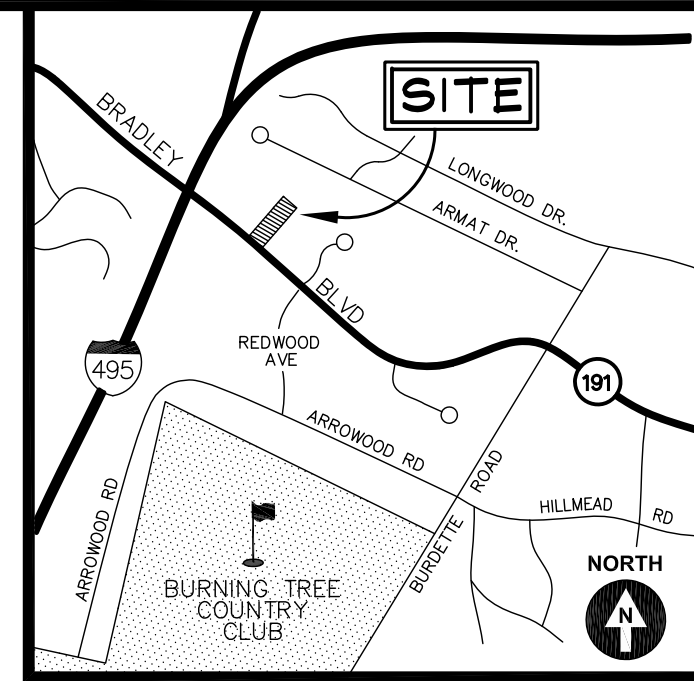 SITE
BRADLEY
LONGWOOD DR.
ARMAT DR.
BLVD
REDWOOD
AVE
495
191
ARROWOOD RD
ROAD
HILLMEAD
RD
ARROWOOD RD
BURDETTE
NORTH
N
BURNING TREE
COUNTRY
CLUB